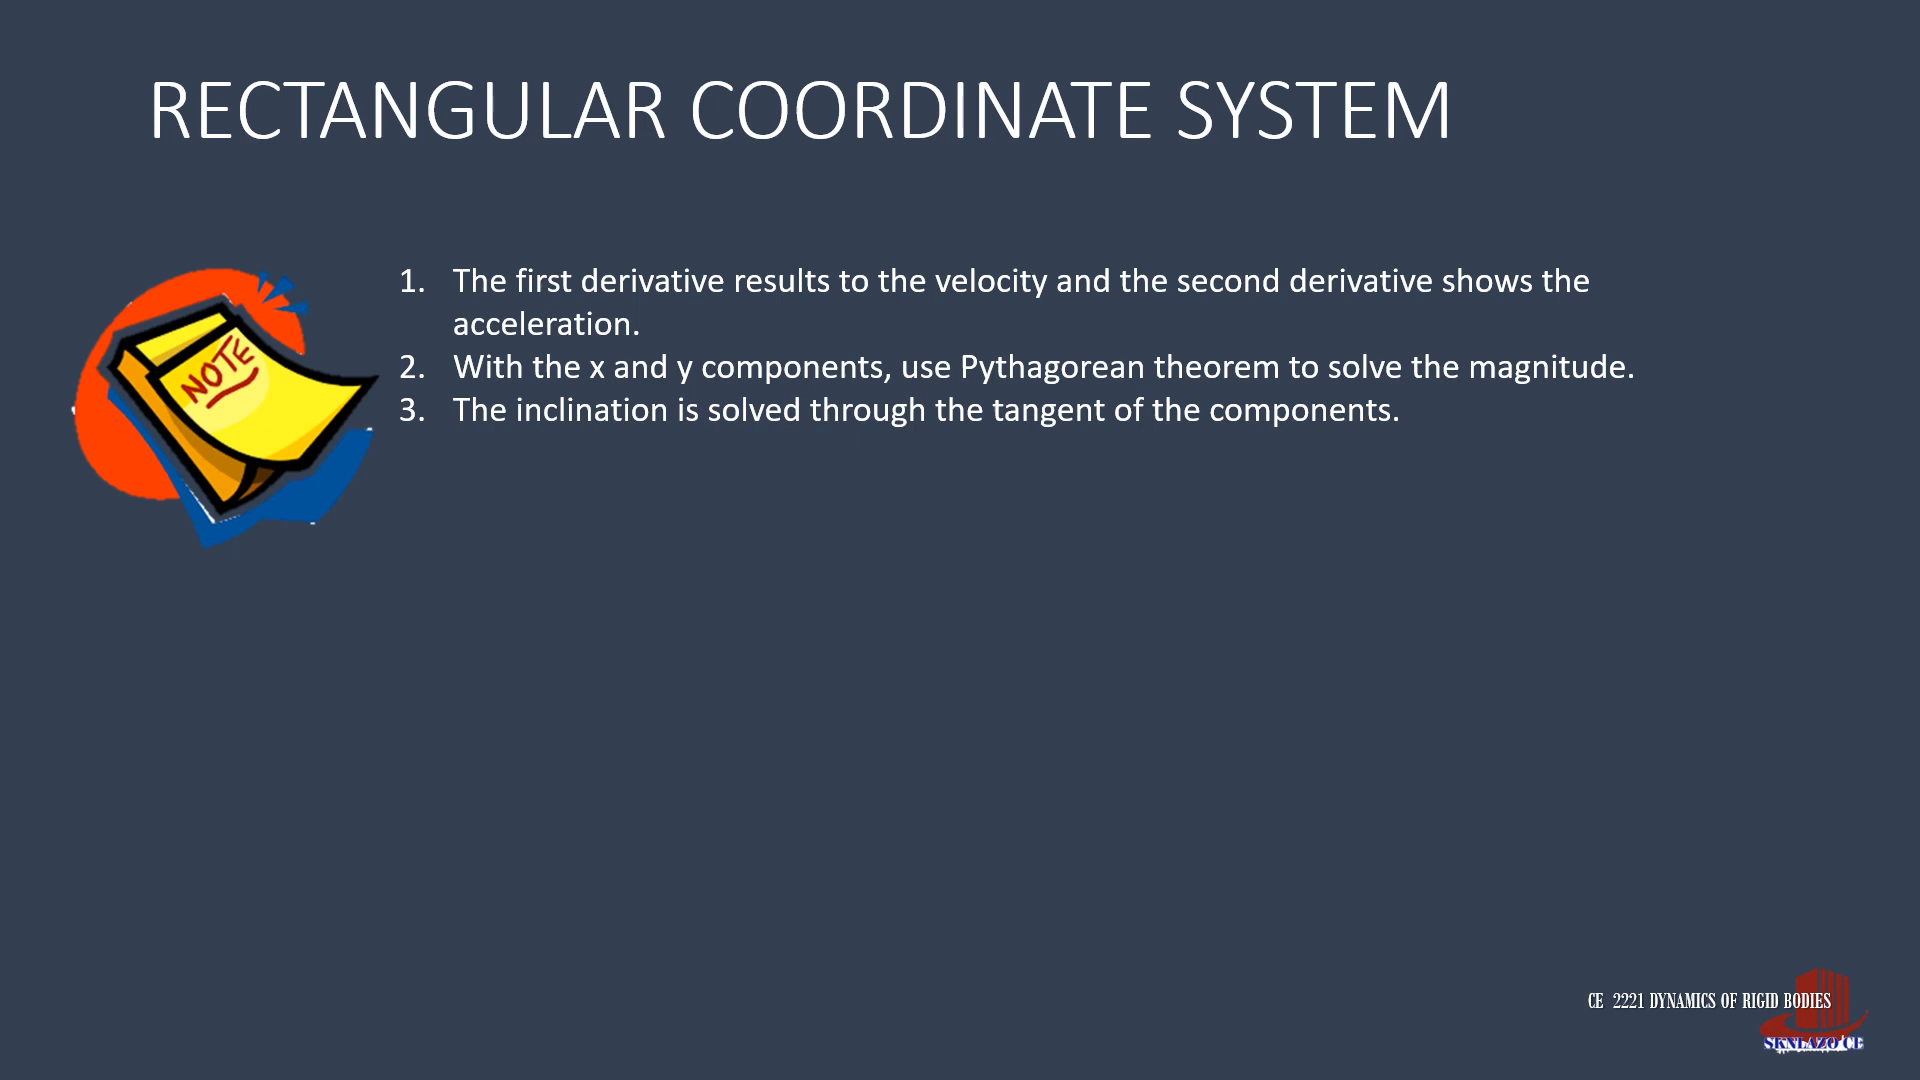 RECTANGULAR COORDINATE SYSTEM
NOTE
1. The first derivative results to the velocity and the second derivative shows the
acceleration.
2. With the x and y components, use Pythagorean theorem to solve the magnitude.
3. The inclination is solved through the tangent of the components.
CE 2221 DYNAMICS OF RIGID BODIES
SKNLAZO CE